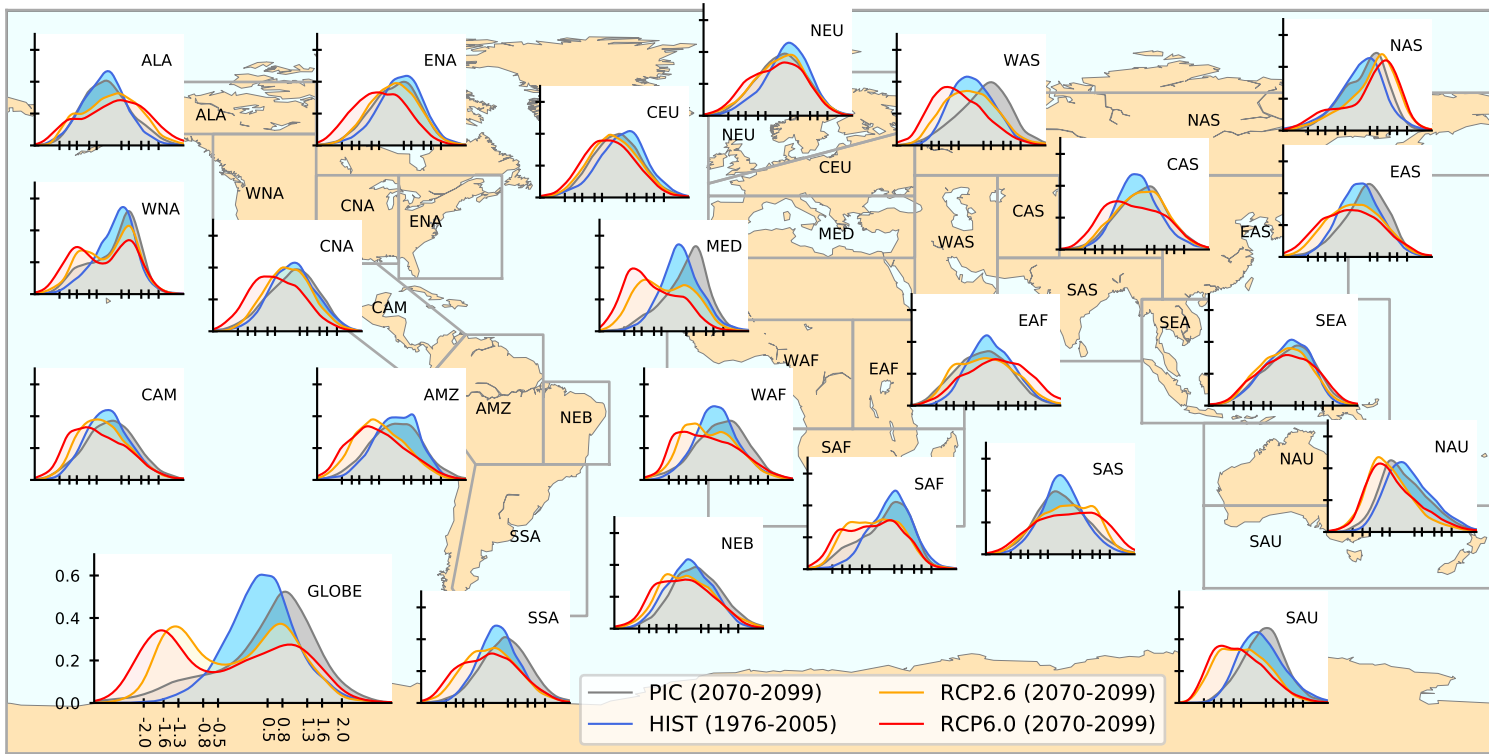 NEU
ALA
ENA
WAS
NAS
CEU
ALA
NAS
NEU
CEU
CAS
EAS
WNA
WNA
CNA
ENA
CAS
CNA
MED
MED
WAS
EAS
SAS
CAM
EAF
SEA
SEA
WAF
EAF
CAM
AMZ
WAF
AMZ
NEB
SAF
NAU
NAU
SAS
SAF
SSA
SAU
NEB
GLOBE
SSA
SAU
0.6
0.4
0.2
0.0
-2.0
-1.6
-1.3
-0.8
-0.5
0.5
0.8
1.3
1.6
2.0
PIC (2070-2099)
HIST (1976-2005)
RCP2.6 (2070-2099)
RCP6.0 (2070-2099)